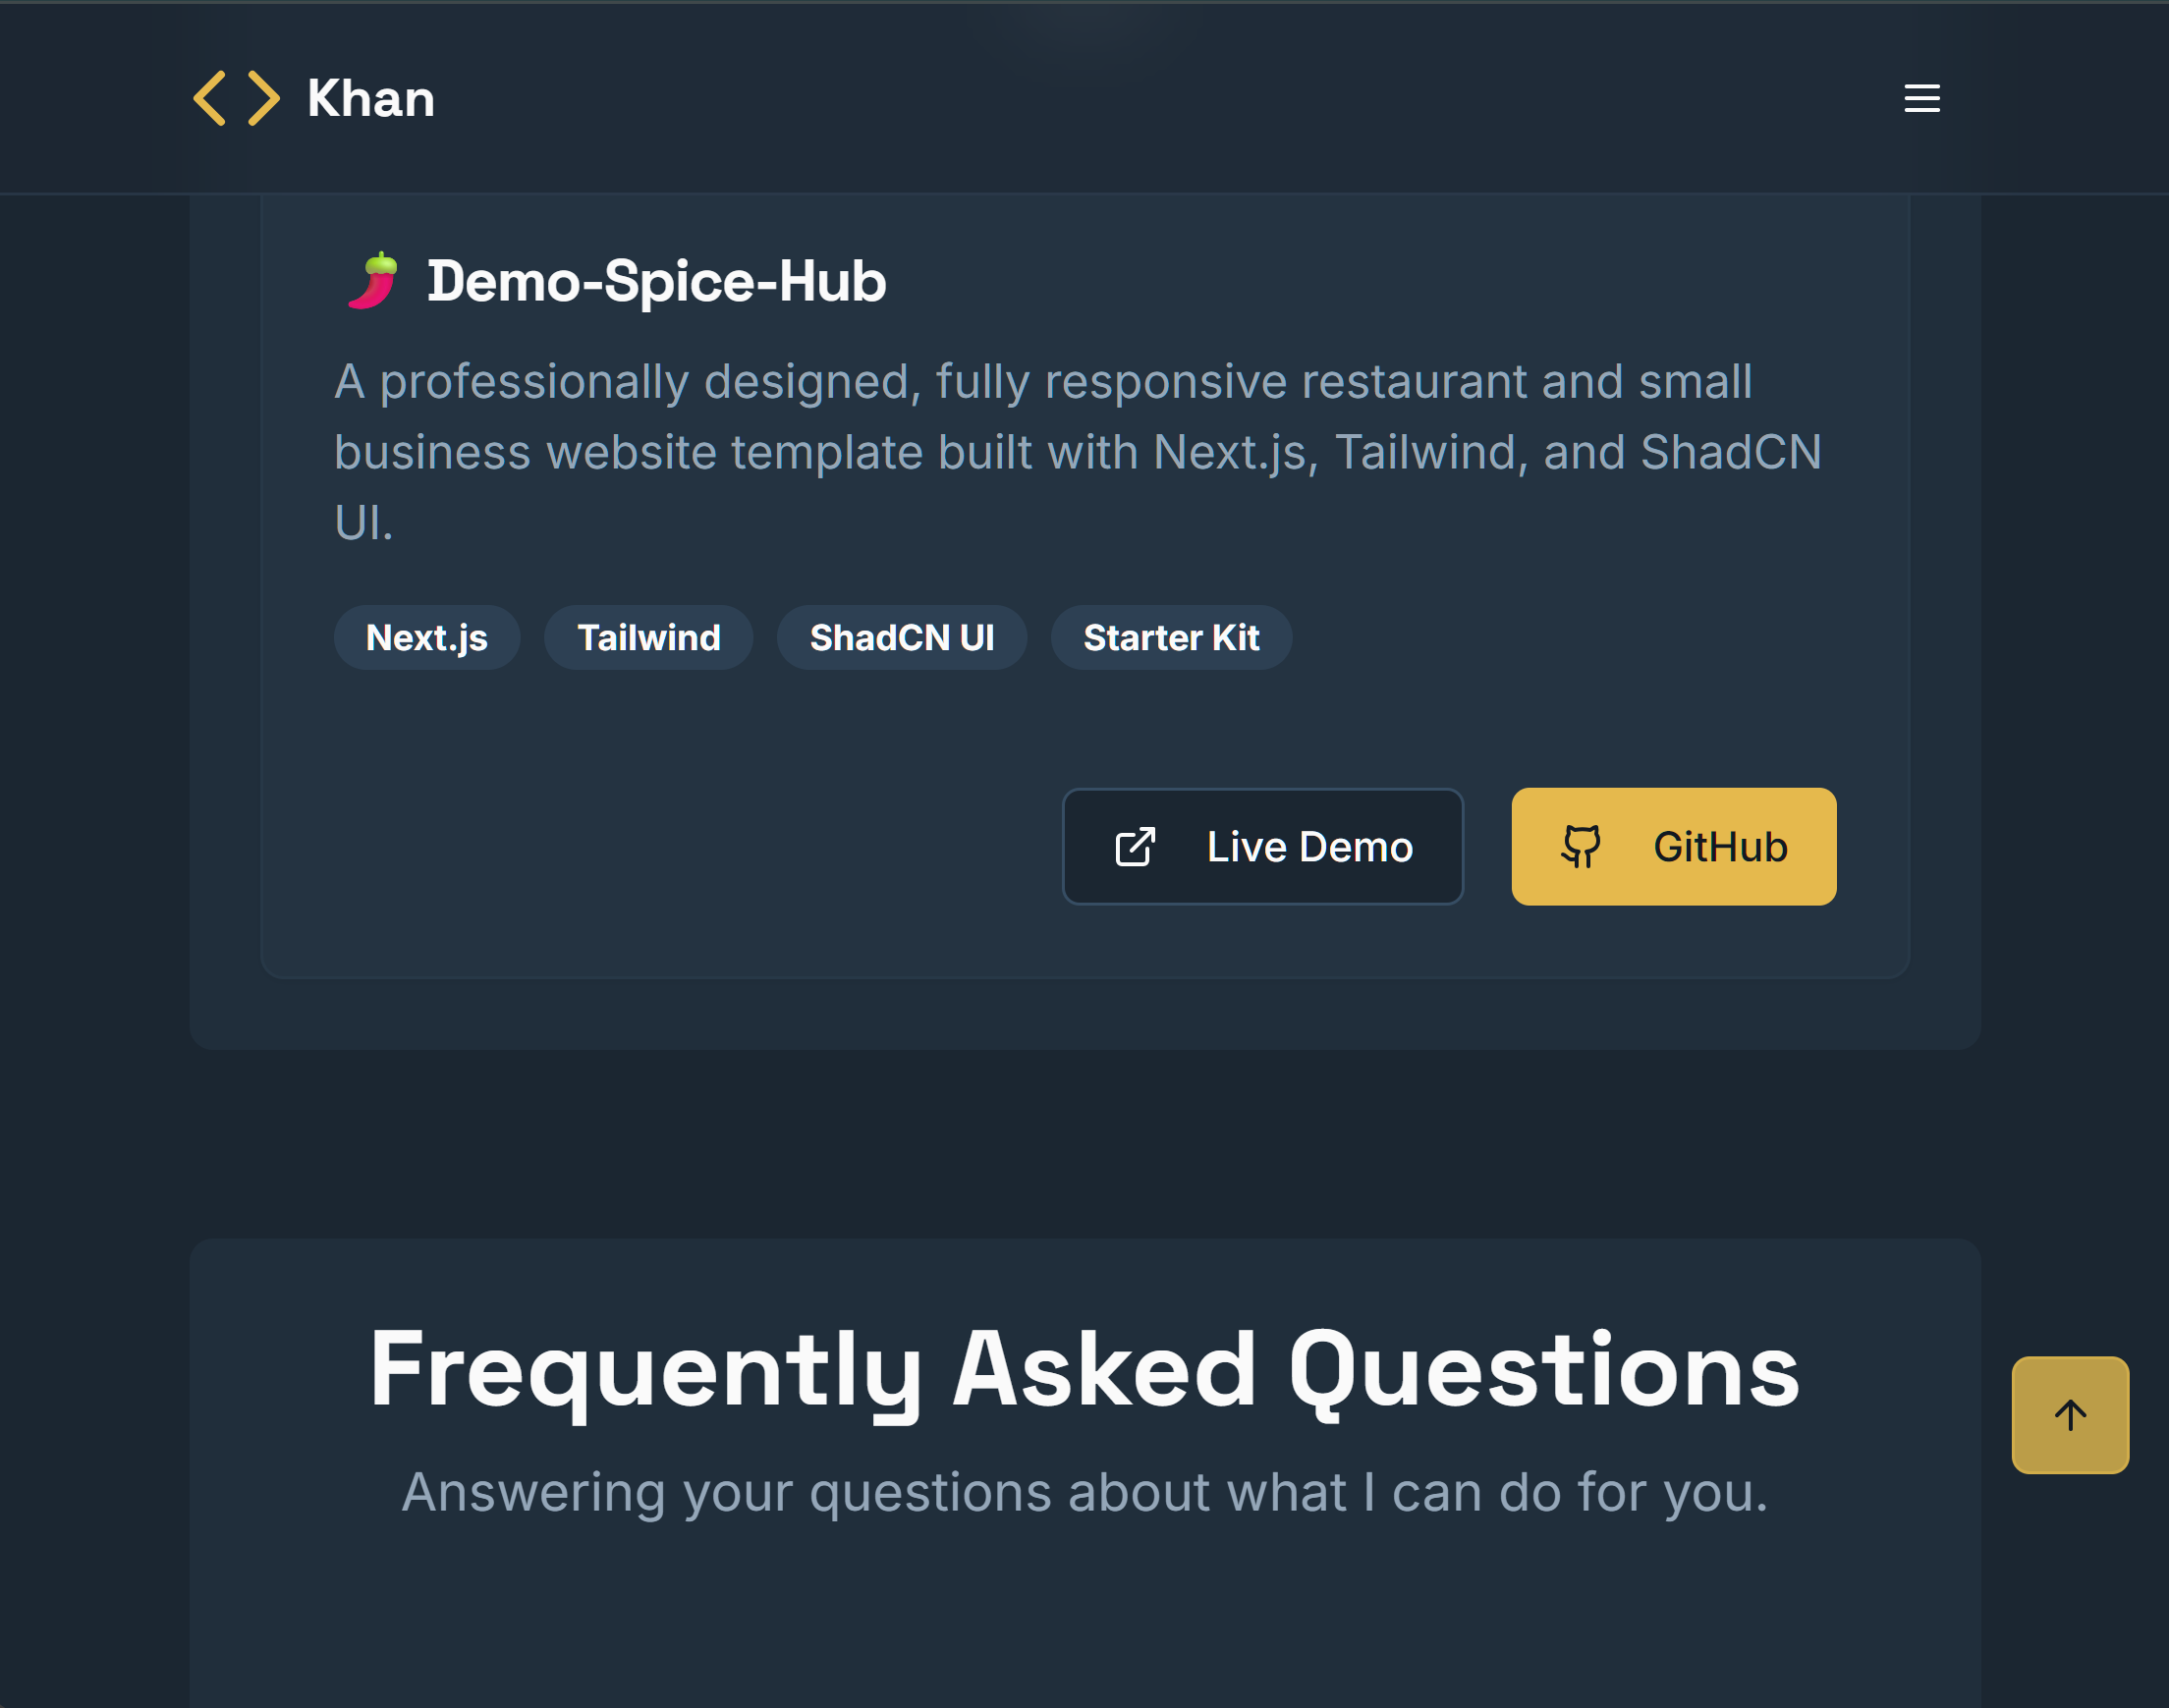 Khan
Demo-Spice-Hub
A professionally designed, fully responsive restaurant and small
business website template built with Next.js, Tailwind, and ShadCN
UI.
Next.js Tailwind ShadCN UI Starter Kit
Live Demo GitHub
Frequently Asked Questions
Answering your questions about what I can do for you.